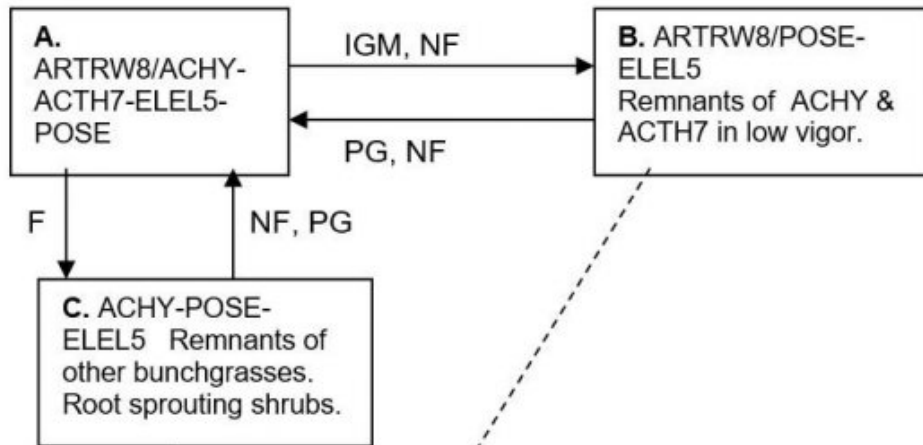 A.
ARTRW8/ACHY-
ACTH7-ELEL5-
POSE
IGM, NF
PG, NF
B. ARTRW8/POSE-
ELEL5
Remnants of ACHY &
ACTH7 in low vigor.
F
NF, PG
C. ACHY-POSE-
ELEL5 Remnants of
other bunchgrasses.
Root sprouting shrubs.